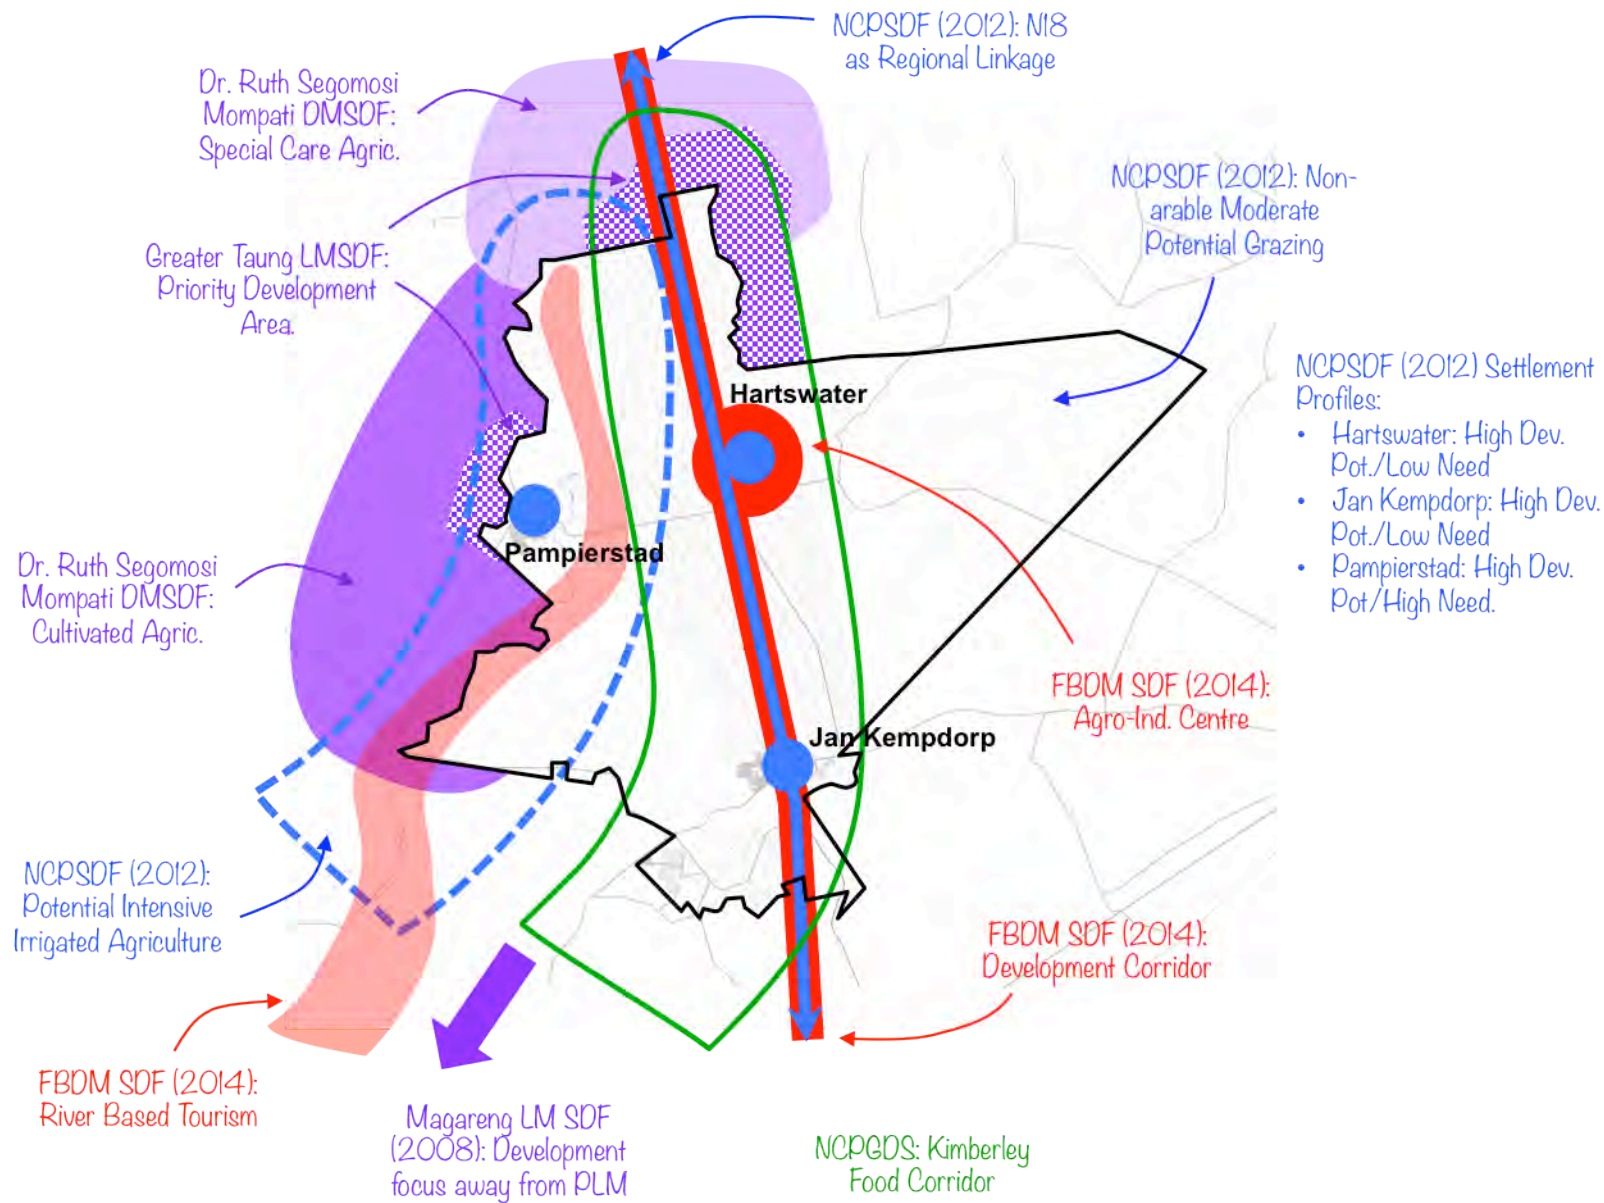 NCPSDF (2012): N18
as Regional Linkage
Dr. Ruth Segomosi
Mompati DMSDF:
Special Care Agric.
NCPSDF (2012): Non-
arable Moderate
Potential Grazing
Greater Taung LMSDF:
Priority Development
Area.
Hartswater
NCPSDF (2012) Settlement
Profiles:
• Hartswater: High Dev.
Pot./Low Need
• Jan Kempdorp: High Dev.
Pot./Low Need
• Pampierstad: High Dev.
Pot/High Need.
Pampierstad
Dr. Ruth Segomosi
Mompati DMSDF:
Cultivated Agric.
FBDM SDF (2014):
Agro-Ind. Centre
Jan Kempdorp
NCPSDF (2012):
Potential Intensive
Irrigated Agriculture
FBDM SDF (2014):
Development Corridor
FBDM SDF (2014):
River Based Tourism
Magareng LM SDF
(2008): Development
focus away from PLM
NCPGDS: Kimberley
Food Corridor